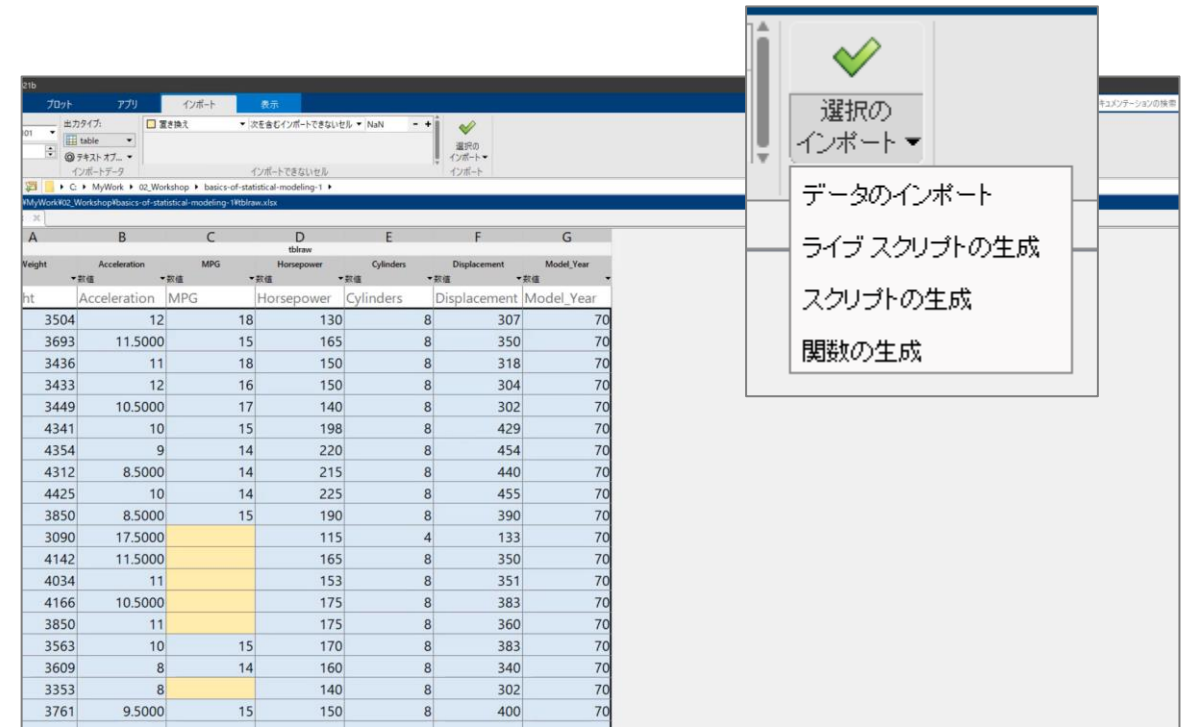 21b
プロット アプリ インポート 表示
キュメンテーションの検索
出力タイプ: 置き換え 次を含むインポートできないセル NaN - +
table
テキスト オプ...
選択の
インポート
インポートデータ インポートできないセル インポート
C: MyWork 02_Workshop basics-of-statistical-modeling-1
¥MyWork¥02_Workshop¥basics-of-statistical-modeling-1¥tblraw.xlsx
A B C D E F G
tblraw
Weight Acceleration MPG Horsepower Cylinders Displacement Model_Year
数値 数値 数値 数値 数値 数値
ht Acceleration MPG Horsepower Cylinders Displacement Model_Year
3504 12 18 130 8 307 70
3693 11.5000 15 165 8 350 70
3436 11 18 150 8 318 70
3433 12 16 150 8 304 70
3449 10.5000 17 140 8 302 70
4341 10 15 198 8 429 70
4354 9 14 220 8 454 70
4312 8.5000 14 215 8 440 70
4425 10 14 225 8 455 70
3850 8.5000 15 190 8 390 70
3090 17.5000 115 4 133 70
4142 11.5000 165 8 350 70
4034 11 153 8 351 70
4166 10.5000 175 8 383 70
3850 11 175 8 360 70
3563 10 15 170 8 383 70
3609 8 14 160 8 340 70
3353 8 140 8 302 70
3761 9.5000 15 150 8 400 70
選択の
インポート
データのインポート
ライブ スクリプトの生成
スクリプトの生成
関数の生成